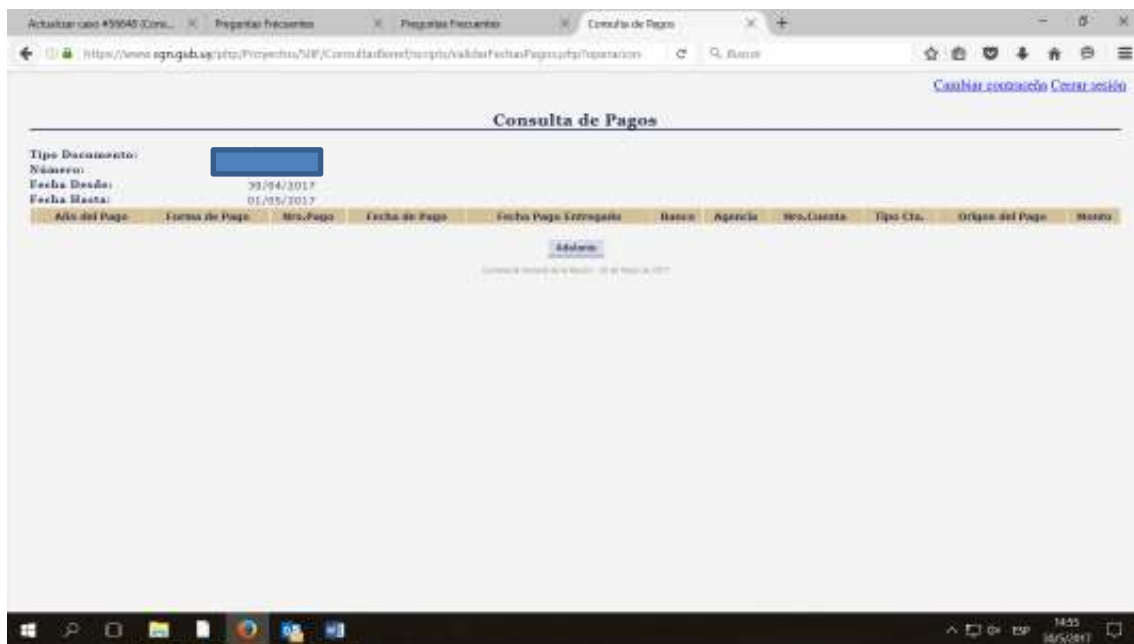 Actualizar caso #59848 (Cons...
Preguntas Frecuentes
Preguntas Frecuentes
Consulta de Pagos
Buscar
Cambiar contraseña Cerrar sesión
Consulta de Pagos
Tipo Documento:
Número:
Fecha Desde: 30/04/2017
Fecha Hasta: 01/05/2017
Año del Pago Forma de Pago Nro.Pago Fecha de Pago Fecha Pago Entregado Banco Agencia Nro.Cuenta Tipo Cta. Origen del Pago Monto
ESP 14:55